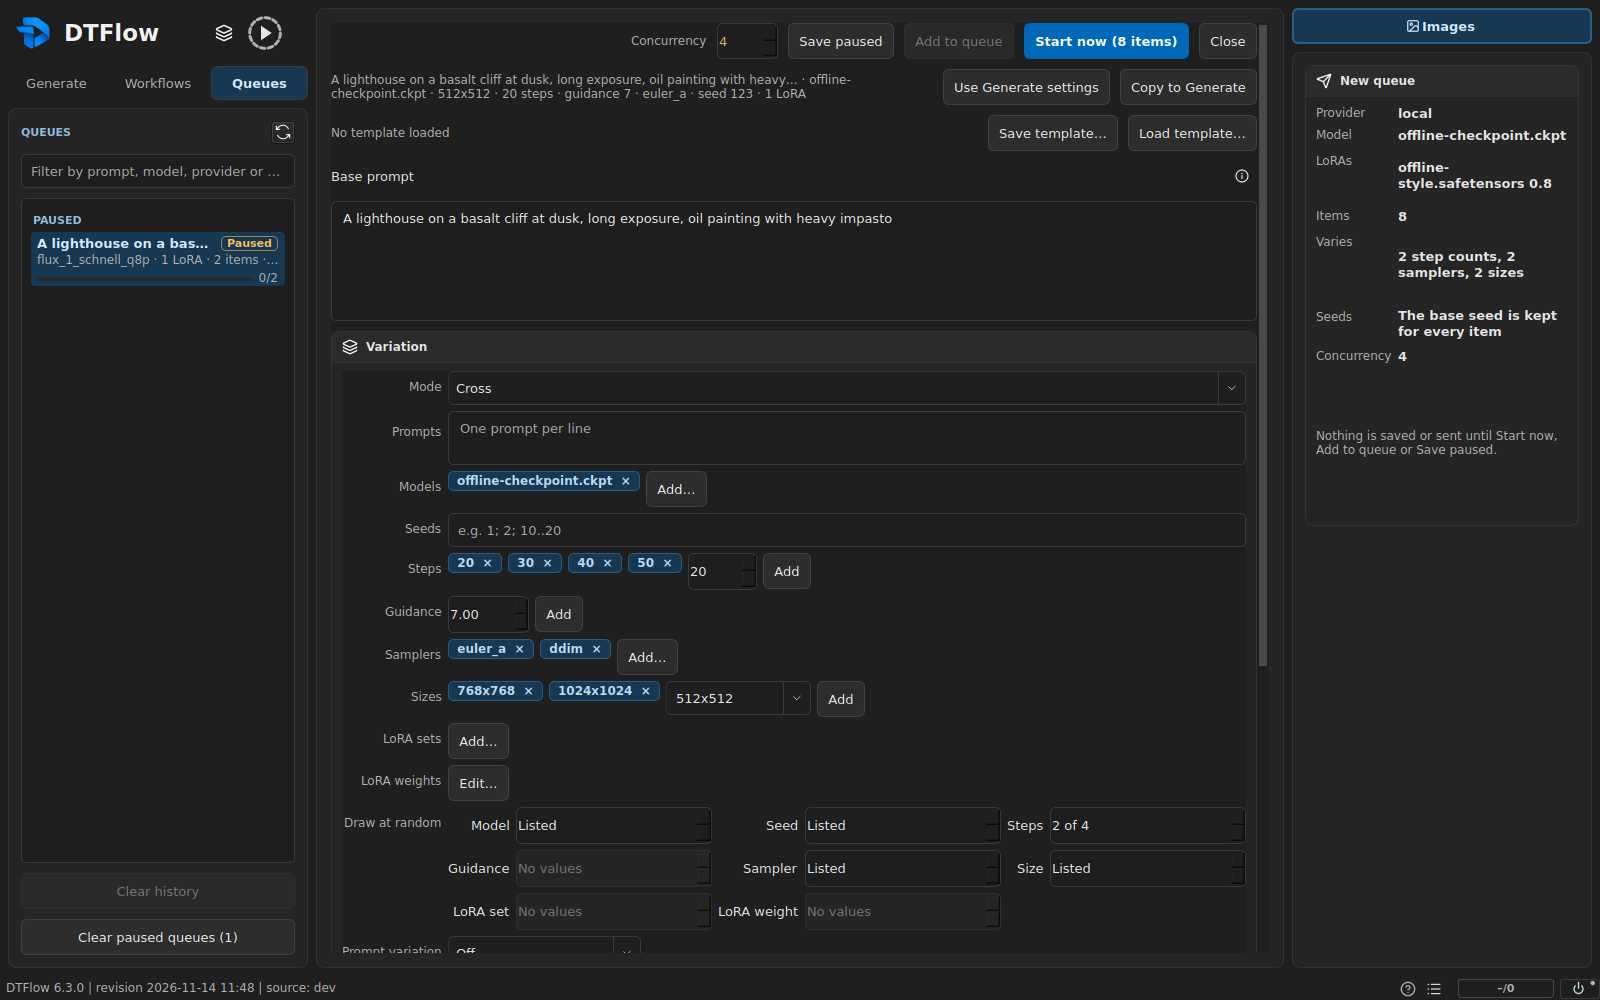 DTFlow
Generate
Workflows
Queues
QUEUES
Filter by prompt, model, provider or ...
PAUSED
A lighthouse on a bas...
Paused
flux_1_schnell_q8p · 1 LoRA · 2 items ·...
0/2
Clear history
Clear paused queues (1)
Concurrency
4
Save paused
Add to queue
Start now (8 items)
Close
A lighthouse on a basalt cliff at dusk, long exposure, oil painting with heavy... · offline-
checkpoint.ckpt · 512x512 · 20 steps · guidance 7 · euler_a · seed 123 · 1 LoRA
Use Generate settings
Copy to Generate
No template loaded
Save template...
Load template...
Base prompt
A lighthouse on a basalt cliff at dusk, long exposure, oil painting with heavy impasto
Variation
Mode
Cross
Prompts
One prompt per line
Models
offline-checkpoint.ckpt ×
Add...
Seeds
e.g. 1; 2; 10..20
Steps
20 ×
30 ×
40 ×
50 ×
20
Add
Guidance
7.00
Add
Samplers
euler_a ×
ddim ×
Add...
Sizes
768x768 ×
1024x1024 ×
512x512
Add
LoRA sets
Add...
LoRA weights
Edit...
Draw at random
Model
Listed
Seed
Listed
Steps
2 of 4
Guidance
No values
Sampler
Listed
Size
Listed
LoRA set
No values
LoRA weight
No values
Prompt variation
Off
Images
New queue
Provider
local
Model
offline-checkpoint.ckpt
LoRAs
offline-
style.safetensors 0.8
Items
8
Varies
2 step counts, 2
samplers, 2 sizes
Seeds
The base seed is kept
for every item
Concurrency
4
Nothing is saved or sent until Start now,
Add to queue or Save paused.
DTFlow 6.3.0 | revision 2026-11-14 11:48 | source: dev
–/0